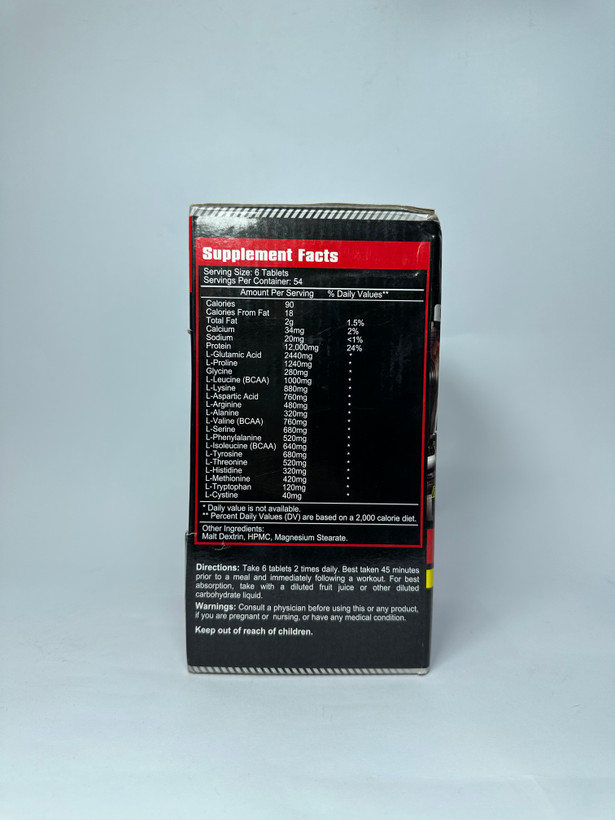 Supplement Facts
Serving Size: 6 Tablets
Servings Per Container: 54
Amount Per Serving % Daily Values**
Calories 90
Calories From Fat 18
Total Fat 2g 1.5%
Calcium 34mg 2%
Sodium 20mg <1%
Protein 12,000mg 24%
L-Glutamic Acid 2440mg *
L-Proline 1240mg *
Glycine 280mg *
L-Leucine (BCAA) 1000mg *
L-Lysine 880mg *
L-Aspartic Acid 760mg *
L-Arginine 480mg *
L-Alanine 320mg *
L-Valine (BCAA) 760mg *
L-Serine 680mg *
L-Phenylalanine 520mg *
L-Isoleucine (BCAA) 640mg *
L-Tyrosine 680mg *
L-Threonine 520mg *
L-Histidine 320mg *
L-Methionine 420mg *
L-Tryptophan 120mg *
L-Cystine 40mg *
* Daily value is not available.
** Percent Daily Values (DV) are based on a 2,000 calorie diet.
Other Ingredients:
Malt Dextrin, HPMC, Magnesium Stearate.
Directions: Take 6 tablets 2 times daily. Best taken 45 minutes
prior to a meal and immediately following a workout. For best
absorption, take with a diluted fruit juice or other diluted
carbohydrate liquid.
Warnings: Consult a physician before using this or any product,
if you are pregnant or nursing, or have any medical condition.
Keep out of reach of children.